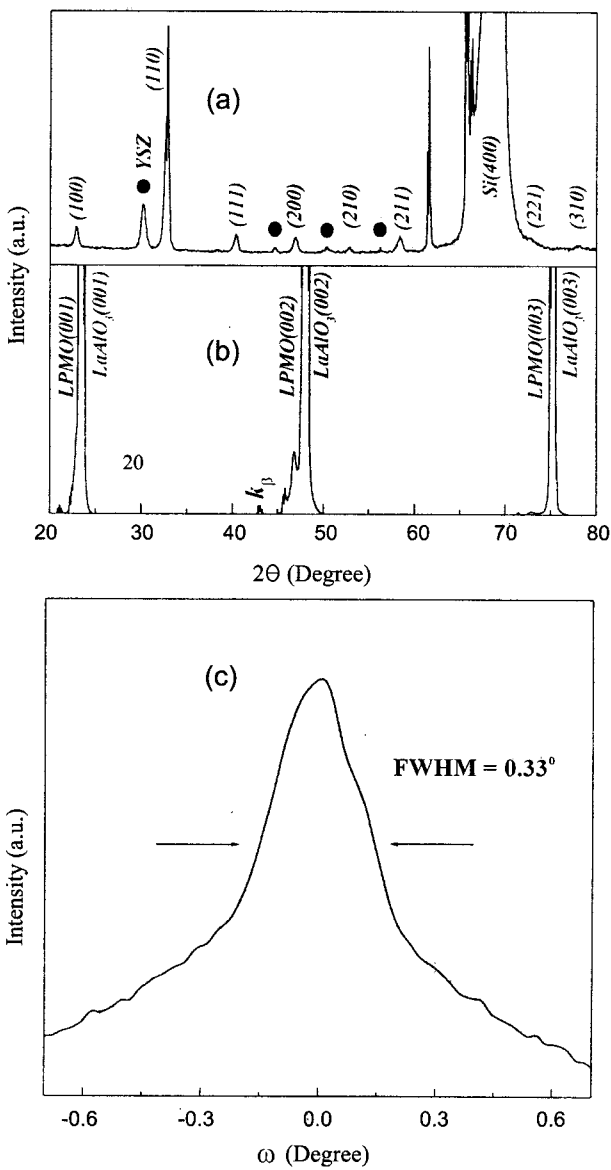 (a)
(100)
YSZ
(110)
(111)
(200)
(210)
(211)
Si(400)
(221)
(310)
Intensity (a.u.)
(b)
LPMO(001)
LaAlO₃(001)
LPMO(002)
LaAlO₃(002)
LPMO(003)
LaAlO₃(003)
20
kβ
20 30 40 50 60 70 80
2Θ (Degree)
(c)
FWHM = 0.33⁰
Intensity (a.u.)
-0.6 -0.3 0.0 0.3 0.6
ω (Degree)